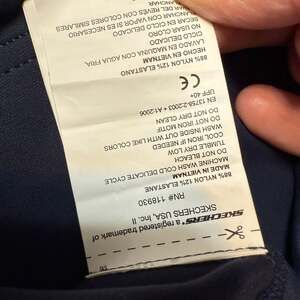 SKECHERS is a registered trademark of
SKECHERS USA, Inc. II
RN# 118930
88% NYLON 12% ELASTANE
MADE IN VIETNAM
MACHINE COLD WASH DELICATE CYCLE
DO NOT BLEACH
TUMBLE DRY LOW
COOL IRON IF NEEDED
WASH INSIDE OUT WITH LIKE COLORS
DO NOT IRON MOTIF
DO NOT DRY CLEAN
EN 13758-2:2003 + A1:2006
UPF 40+
CE
88% NYLON 12% ELASTANO
HECHO EN VIETNAM
CICLO DELICADO